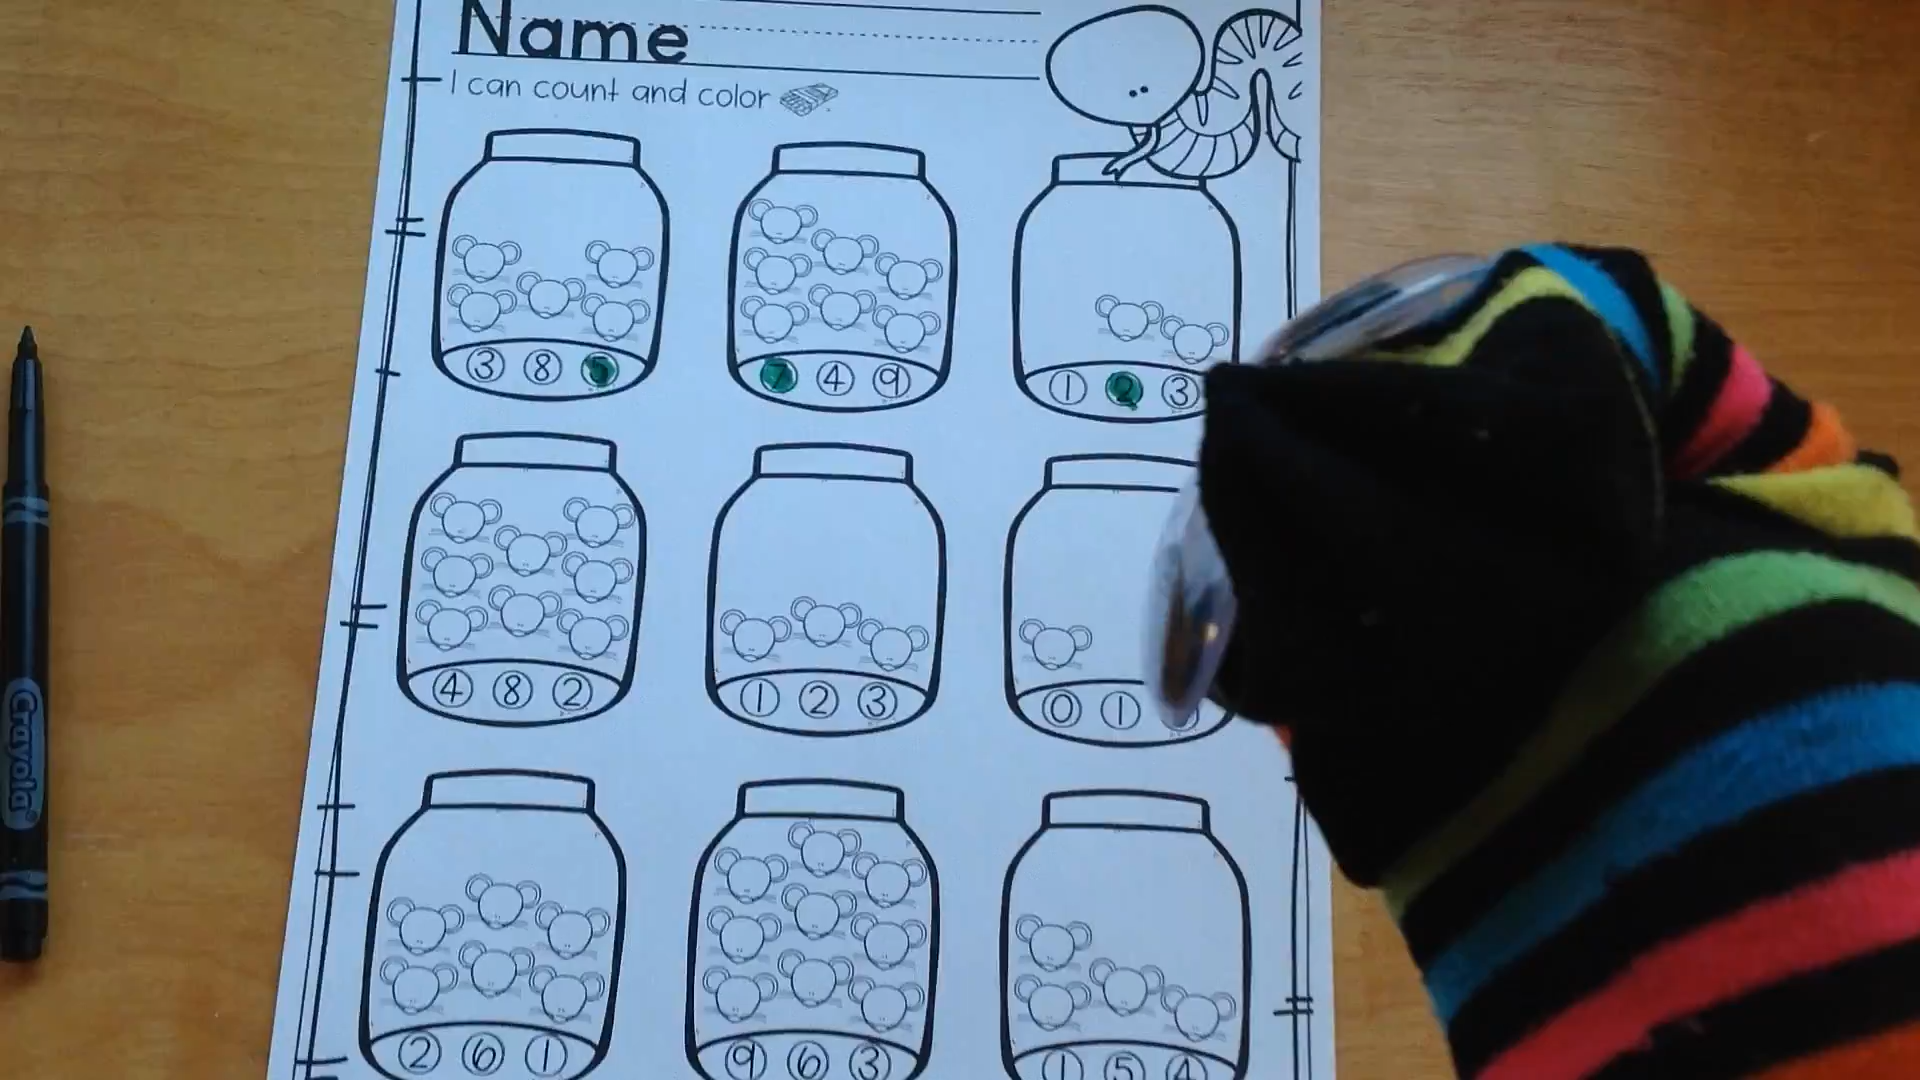 Name
I can count and color
3 8 5
7 4 9
1 2 3
4 8 2
1 2 3
0 1
2 6 1
9 6 3
1 5 4
Crayola